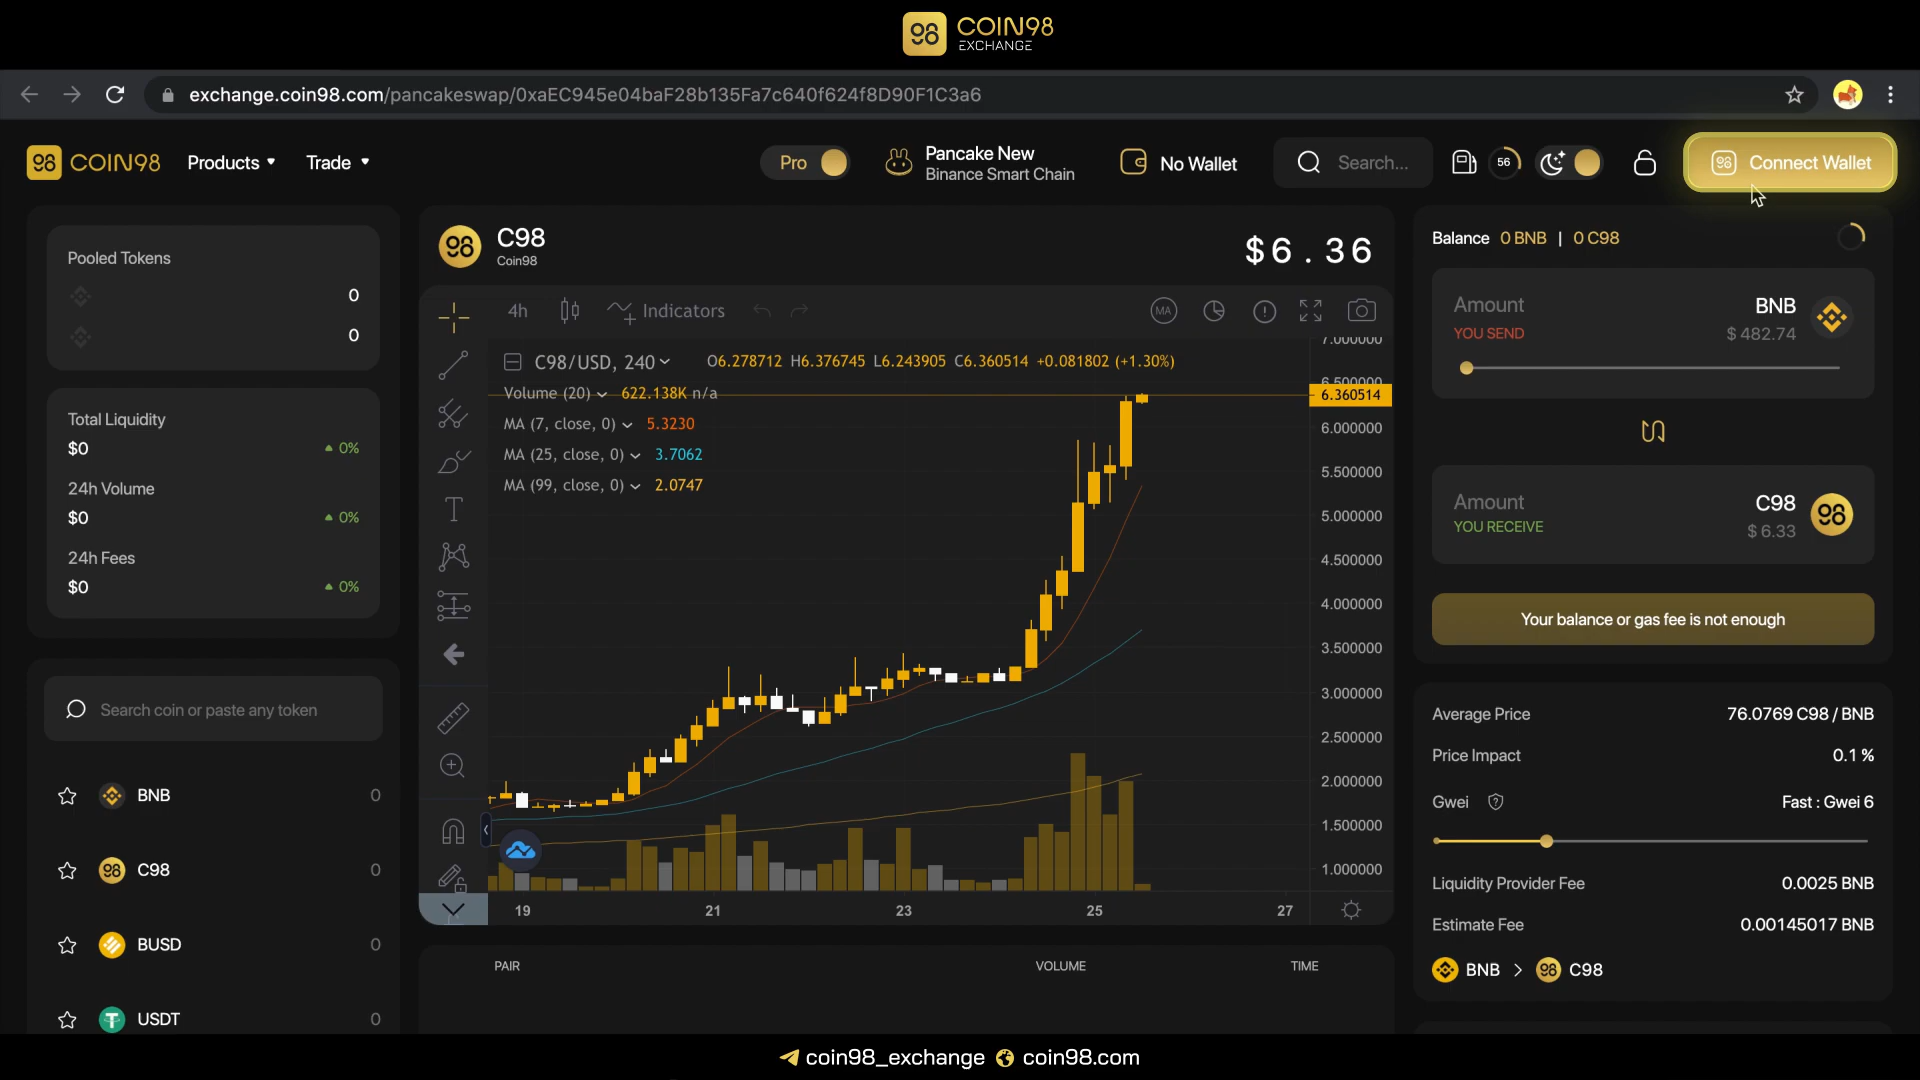 COIN98
EXCHANGE
exchange.coin98.com/pancakeswap/0xaEC945e04baF28b135Fa7c640f624f8D90F1C3a6
COIN98
Products
Trade
Pro
Pancake New
Binance Smart Chain
No Wallet
Search...
56
Connect Wallet
Pooled Tokens
0
0
Total Liquidity
$0
0%
24h Volume
$0
0%
24h Fees
$0
0%
Search coin or paste any token
BNB 0
C98 0
BUSD 0
USDT 0
C98
Coin98
$6.36
4h
Indicators
MA
C98/USD, 240
O6.278712 H6.376745 L6.243905 C6.360514 +0.081802 (+1.30%)
Volume (20) 622.138K n/a
MA (7, close, 0) 5.3230
MA (25, close, 0) 3.7062
MA (99, close, 0) 2.0747
7.000000
6.500000
6.360514
6.000000
5.500000
5.000000
4.500000
4.000000
3.500000
3.000000
2.500000
2.000000
1.500000
1.000000
19 21 23 25 27
PAIR VOLUME TIME
Balance 0 BNB | 0 C98
Amount
YOU SEND
BNB
$ 482.74
Amount
YOU RECEIVE
C98
$ 6.33
Your balance or gas fee is not enough
Average Price 76.0769 C98 / BNB
Price Impact 0.1 %
Gwei Fast : Gwei 6
Liquidity Provider Fee 0.0025 BNB
Estimate Fee 0.00145017 BNB
BNB > C98
coin98_exchange coin98.com